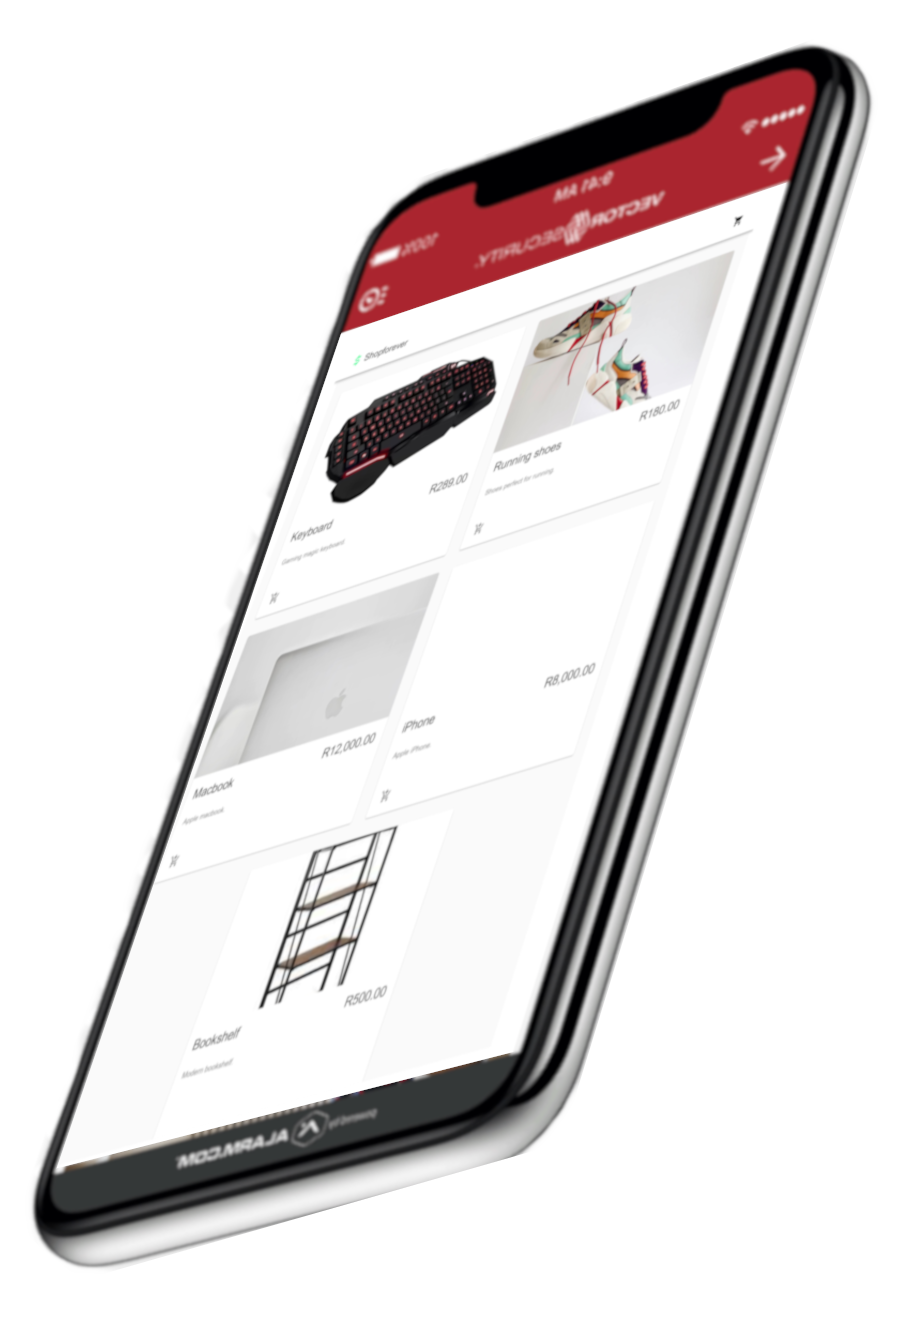 9:41 AM
100%
VECTOR SECURITY.
Shopforever
R289.00
Keyboard
Gaming magic keyboard
R180.00
Running shoes
Shoes perfect for running
R12,000.00
Macbook
Apple macbook
R8,000.00
iPhone
Apple iPhone
R500.00
Bookshelf
Modern bookshelf
Powered by ALARM.COM